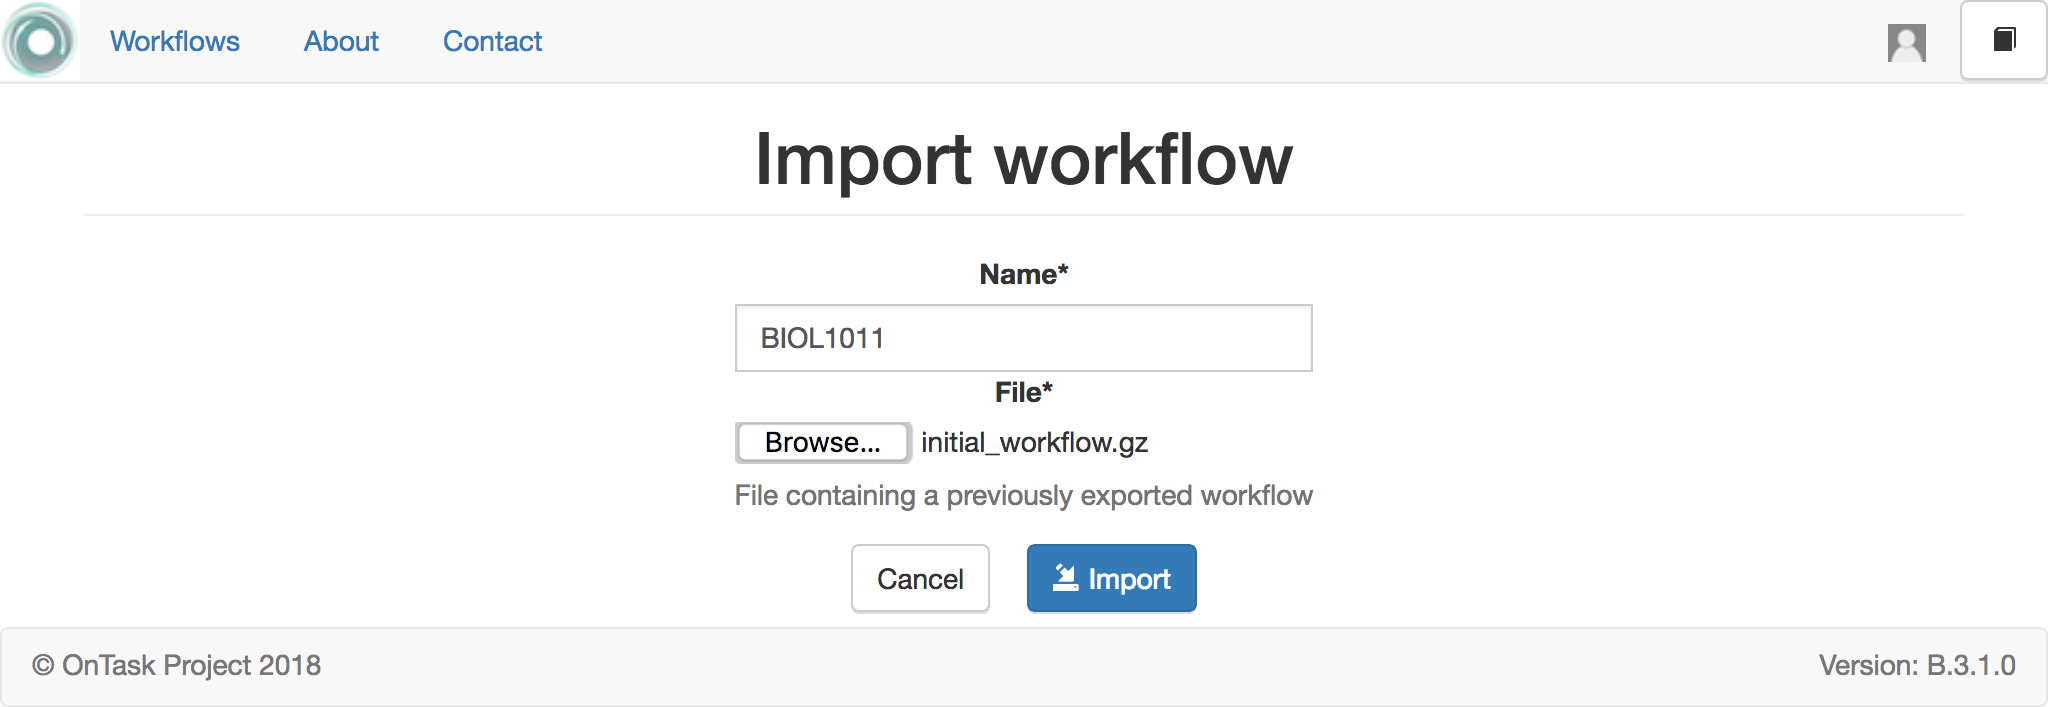 Workflows About Contact
Import workflow
Name*
BIOL1011
File*
Browse... initial_workflow.gz
File containing a previously exported workflow
Cancel Import
© OnTask Project 2018 Version: B.3.1.0